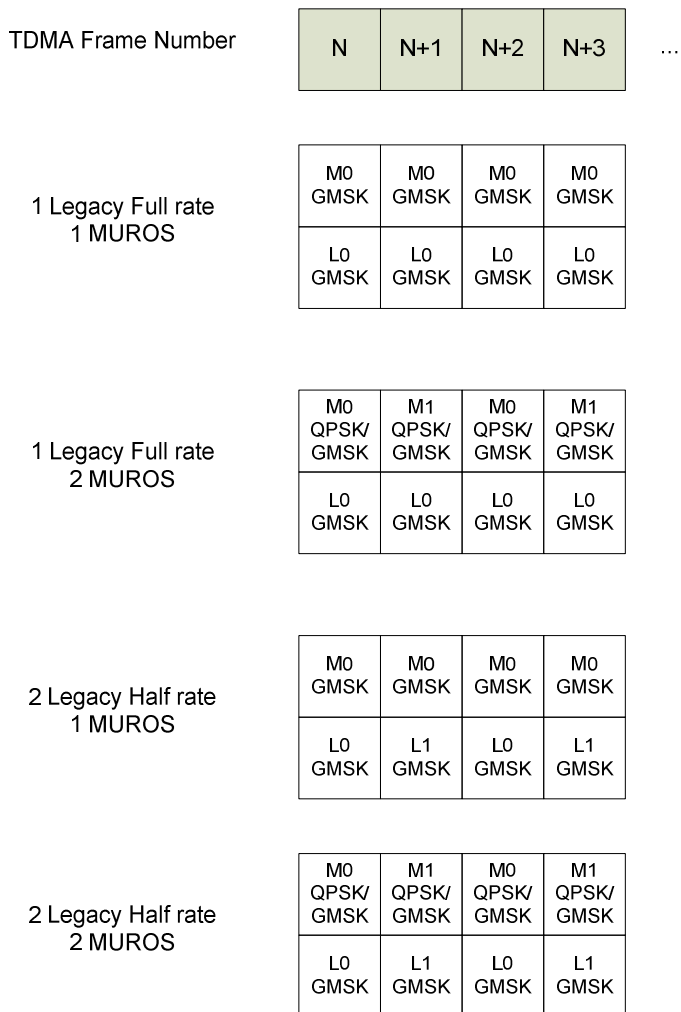 TDMA Frame Number
N N+1 N+2 N+3 ...
1 Legacy Full rate
1 MUROS
M0 M0 M0 M0
GMSK GMSK GMSK GMSK
L0 L0 L0 L0
GMSK GMSK GMSK GMSK
1 Legacy Full rate
2 MUROS
M0 M1 M0 M1
QPSK/ QPSK/ QPSK/ QPSK/
GMSK GMSK GMSK GMSK
L0 L0 L0 L0
GMSK GMSK GMSK GMSK
2 Legacy Half rate
1 MUROS
M0 M0 M0 M0
GMSK GMSK GMSK GMSK
L0 L1 L0 L1
GMSK GMSK GMSK GMSK
2 Legacy Half rate
2 MUROS
M0 M1 M0 M1
QPSK/ QPSK/ QPSK/ QPSK/
GMSK GMSK GMSK GMSK
L0 L1 L0 L1
GMSK GMSK GMSK GMSK